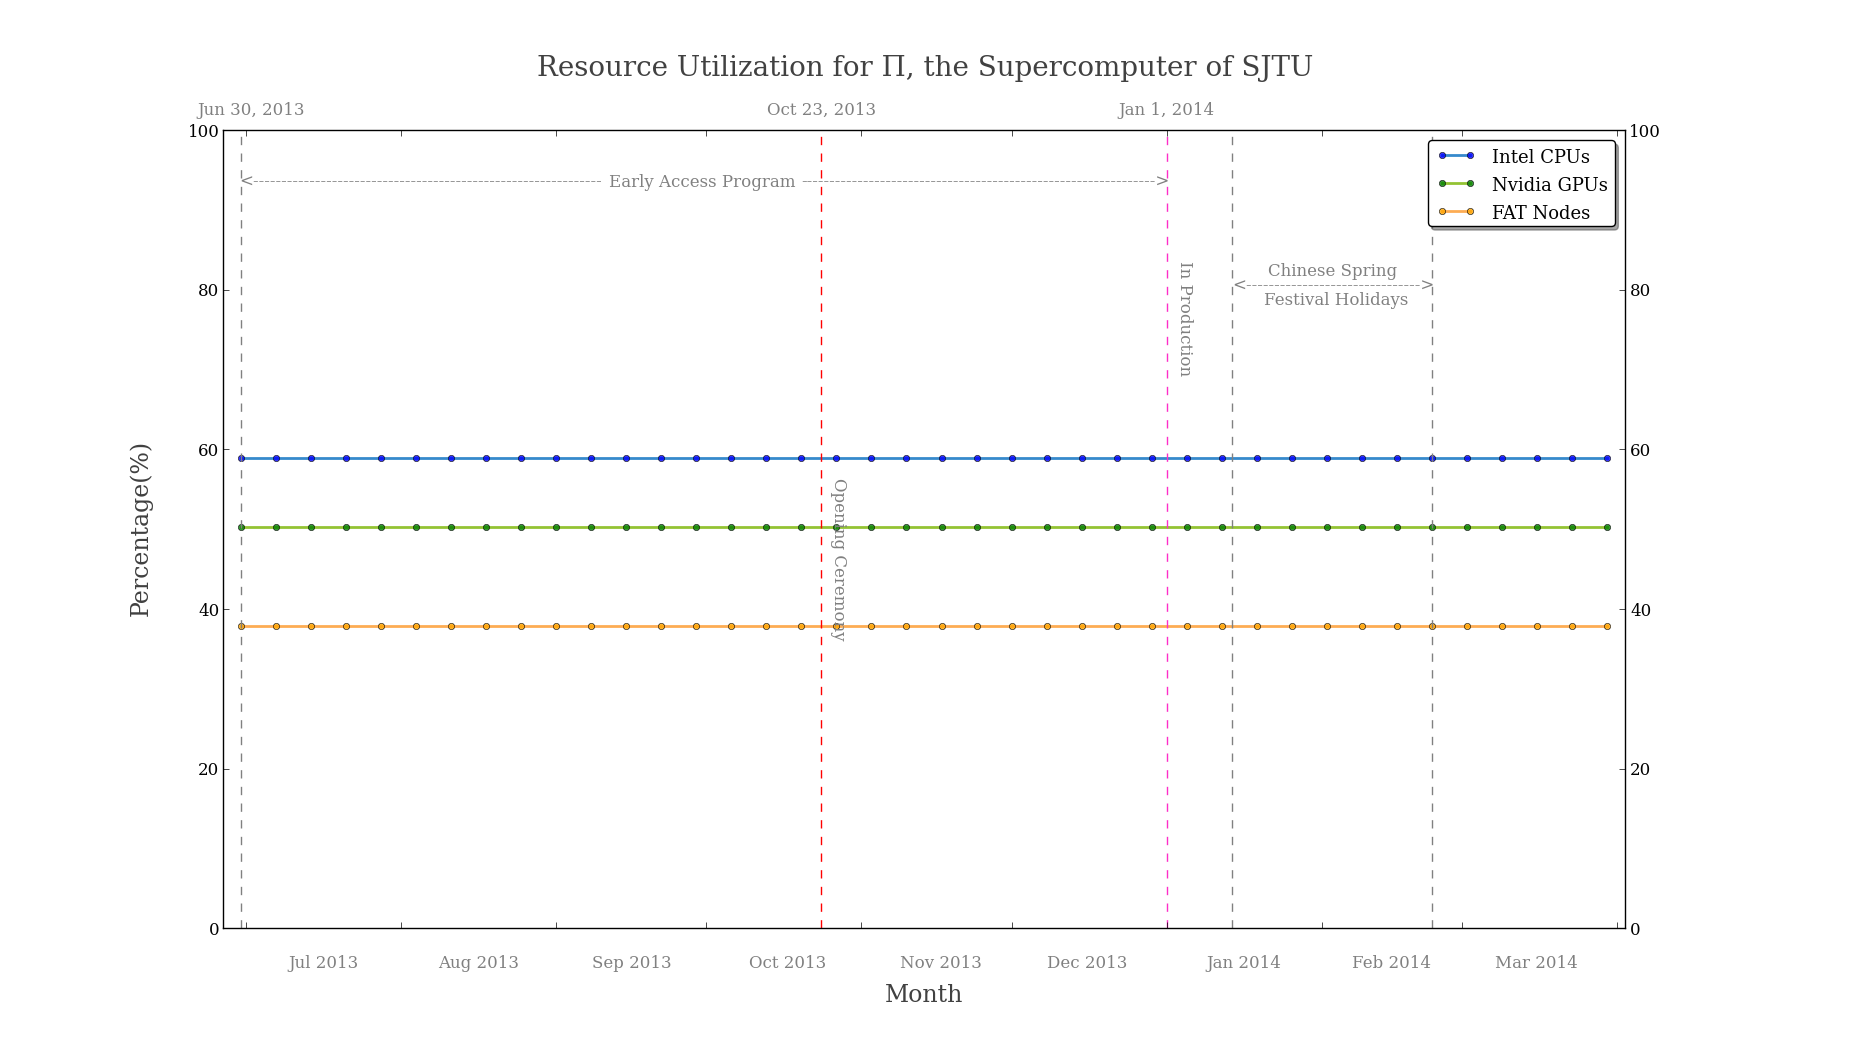 Resource Utilization for Π, the Supercomputer of SJTU
Jun 30, 2013
Oct 23, 2013
Jan 1, 2014
100
80
60
40
20
0
100
80
60
40
20
0
Percentage(%)
Intel CPUs
Nvidia GPUs
FAT Nodes
Early Access Program
In Production
Chinese Spring
Festival Holidays
Opening Ceremony
Jul 2013
Aug 2013
Sep 2013
Oct 2013
Nov 2013
Dec 2013
Jan 2014
Feb 2014
Mar 2014
Month